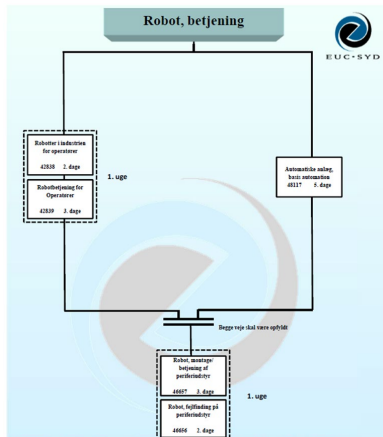 Robot, betjening
EUC·SYD
Robotter i industrien
for operatører
42838 2. dage
Robotbetjening for
Operatører
42839 3. dage
1. uge
Automatiske anlæg,
basis automation
48117 5. dage
Begge veje skal være opfyldt
Robot, montage/
betjening af
periferiudstyr
46657 3. dage
Robot, fejlfinding på
periferiudstyr
46656 2. dage
1. uge